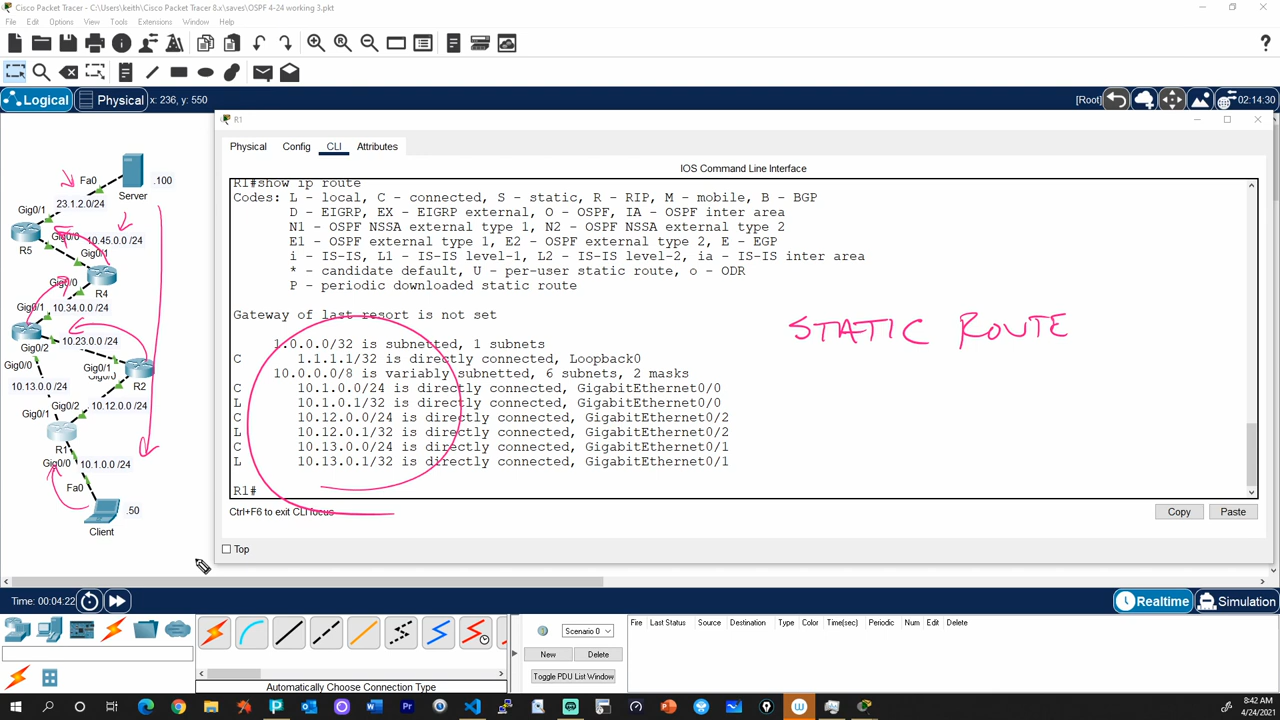 Cisco Packet Tracer - C:\Users\keith\Cisco Packet Tracer 8.x\saves\OSPF 4-24 working 3.pkt
File Edit Options View Tools Extensions Window Help
Logical Physical x: 236, y: 550 [Root] 02:14:30
R1
Physical Config CLI Attributes
IOS Command Line Interface
R1#show ip route
Codes: L - local, C - connected, S - static, R - RIP, M - mobile, B - BGP
D - EIGRP, EX - EIGRP external, O - OSPF, IA - OSPF inter area
N1 - OSPF NSSA external type 1, N2 - OSPF NSSA external type 2
E1 - OSPF external type 1, E2 - OSPF external type 2, E - EGP
i - IS-IS, L1 - IS-IS level-1, L2 - IS-IS level-2, ia - IS-IS inter area
* - candidate default, U - per-user static route, o - ODR
P - periodic downloaded static route
Gateway of last resort is not set
1.0.0.0/32 is subnetted, 1 subnets
C 1.1.1.1/32 is directly connected, Loopback0
10.0.0.0/8 is variably subnetted, 6 subnets, 2 masks
C 10.1.0.0/24 is directly connected, GigabitEthernet0/0
L 10.1.0.1/32 is directly connected, GigabitEthernet0/0
C 10.12.0.0/24 is directly connected, GigabitEthernet0/2
L 10.12.0.1/32 is directly connected, GigabitEthernet0/2
C 10.13.0.0/24 is directly connected, GigabitEthernet0/1
L 10.13.0.1/32 is directly connected, GigabitEthernet0/1
R1#
STATIC ROUTE
Ctrl+F6 to exit CLI focus
Copy Paste
Top
Fa0
.100
Server
23.1.2.0/24
Gig0/1
Gig0/0
10.45.0.0 /24
R5
Gig0/1
Gig0/0
R4
Gig0/1
10.34.0.0 /24
10.23.0.0 /24
Gig0/2
Gig0/0
Gig0/1
10.13.0.0 /24
Gig0/0
R2
Gig0/2
10.12.0.0 /24
Gig0/1
R1
Gig0/0
10.1.0.0 /24
Fa0
.50
Client
Time: 00:04:22
Realtime Simulation
Scenario 0
New Delete
Toggle PDU List Window
Fire Last Status Source Destination Type Color Time(sec) Periodic Num Edit Delete
Automatically Choose Connection Type
8:42 AM
4/24/2021